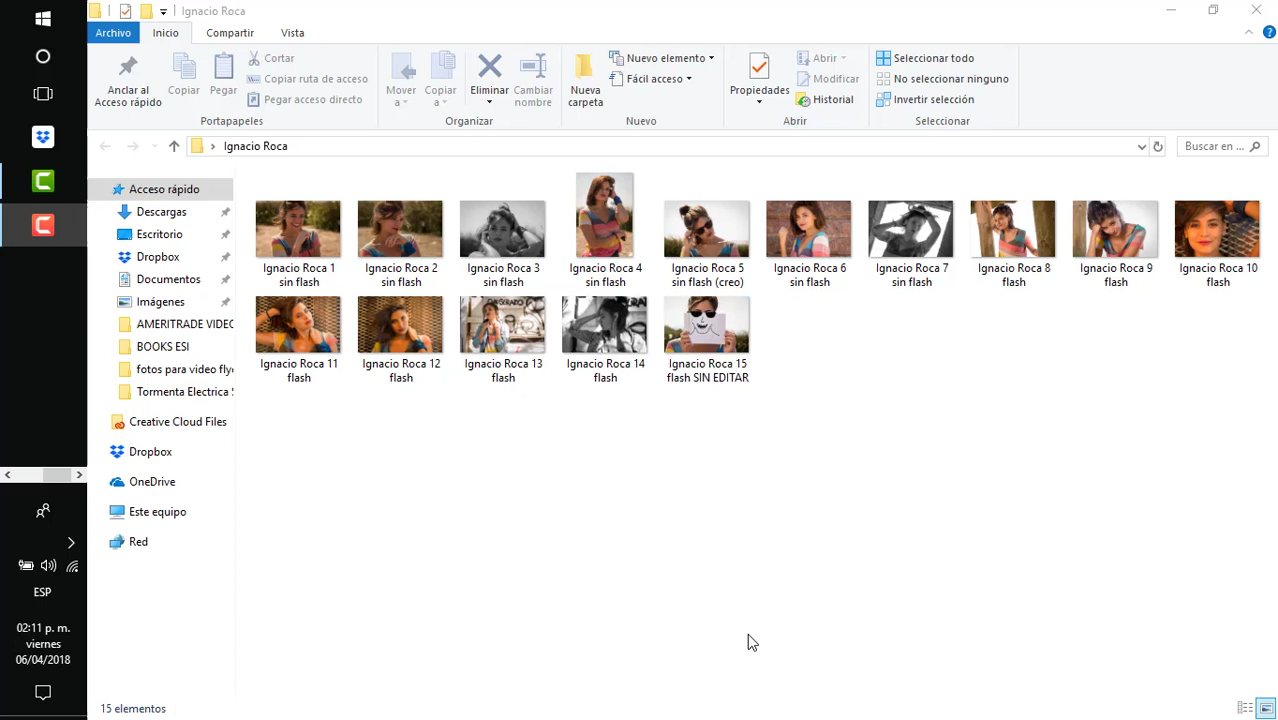 Ignacio Roca
Archivo Inicio Compartir Vista
Anclar al Acceso rápido
Copiar
Pegar
Cortar
Copiar ruta de acceso
Pegar acceso directo
Portapapeles
Mover a
Copiar a
Eliminar
Cambiar nombre
Organizar
Nueva carpeta
Nuevo elemento
Fácil acceso
Nuevo
Propiedades
Abrir
Modificar
Historial
Abrir
Seleccionar todo
No seleccionar ninguno
Invertir selección
Seleccionar
Ignacio Roca
Buscar en ...
Acceso rápido
Descargas
Escritorio
Dropbox
Documentos
Imágenes
AMERITRADE VIDEO
BOOKS ESI
fotos para video flye
Tormenta Electrica S
Creative Cloud Files
Dropbox
OneDrive
Este equipo
Red
Ignacio Roca 1 sin flash
Ignacio Roca 2 sin flash
Ignacio Roca 3 sin flash
Ignacio Roca 4 sin flash
Ignacio Roca 5 sin flash (creo)
Ignacio Roca 6 sin flash
Ignacio Roca 7 sin flash
Ignacio Roca 8 flash
Ignacio Roca 9 flash
Ignacio Roca 10 flash
Ignacio Roca 11 flash
Ignacio Roca 12 flash
Ignacio Roca 13 flash
Ignacio Roca 14 flash
Ignacio Roca 15 flash SIN EDITAR
ESP
02:11 p. m.
viernes
06/04/2018
15 elementos